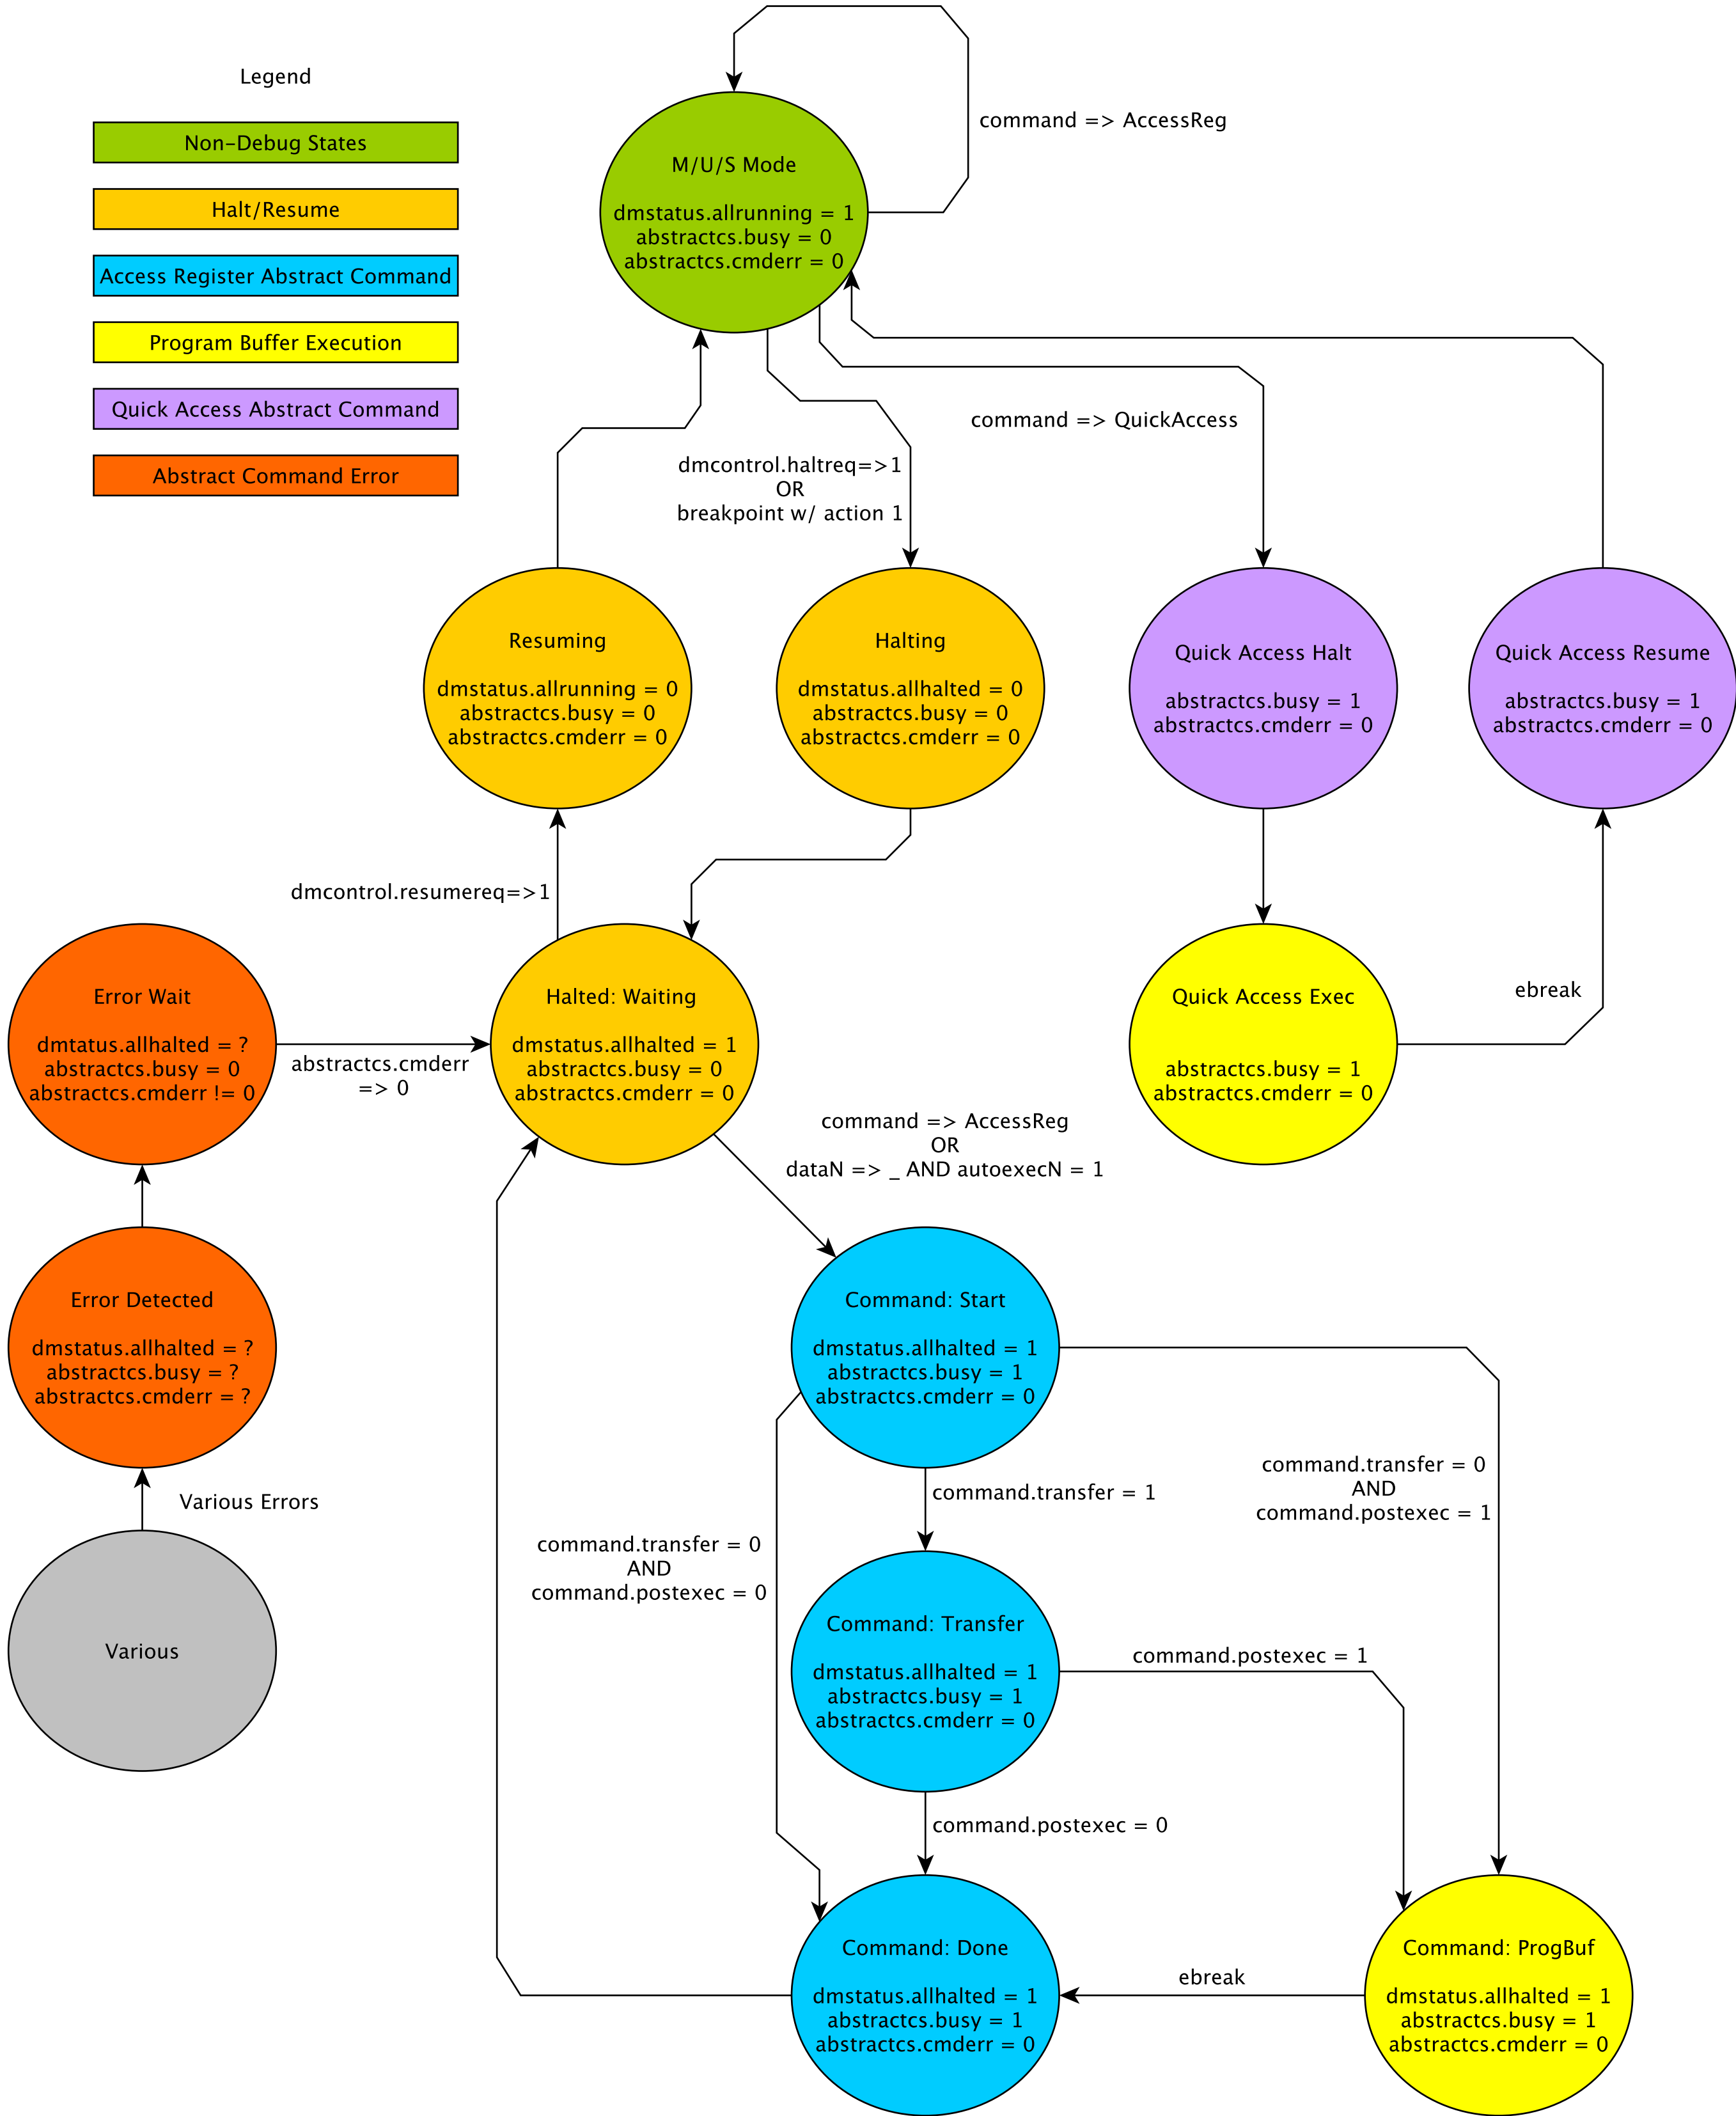 Legend
Non-Debug States
Halt/Resume
Access Register Abstract Command
Program Buffer Execution
Quick Access Abstract Command
Abstract Command Error
command => AccessReg
M/U/S Mode
dmstatus.allrunning = 1
abstractcs.busy = 0
abstractcs.cmderr = 0
command => QuickAccess
dmcontrol.haltreq=>1
OR
breakpoint w/ action 1
Resuming
dmstatus.allrunning = 0
abstractcs.busy = 0
abstractcs.cmderr = 0
Halting
dmstatus.allhalted = 0
abstractcs.busy = 0
abstractcs.cmderr = 0
Quick Access Halt
abstractcs.busy = 1
abstractcs.cmderr = 0
Quick Access Resume
abstractcs.busy = 1
abstractcs.cmderr = 0
dmcontrol.resumereq=>1
Error Wait
dmtatus.allhalted = ?
abstractcs.busy = 0
abstractcs.cmderr != 0
abstractcs.cmderr
=> 0
Halted: Waiting
dmstatus.allhalted = 1
abstractcs.busy = 0
abstractcs.cmderr = 0
Quick Access Exec
abstractcs.busy = 1
abstractcs.cmderr = 0
ebreak
command => AccessReg
OR
dataN => _ AND autoexecN = 1
Error Detected
dmstatus.allhalted = ?
abstractcs.busy = ?
abstractcs.cmderr = ?
Command: Start
dmstatus.allhalted = 1
abstractcs.busy = 1
abstractcs.cmderr = 0
Various Errors
command.transfer = 1
command.transfer = 0
AND
command.postexec = 1
command.transfer = 0
AND
command.postexec = 0
Various
Command: Transfer
dmstatus.allhalted = 1
abstractcs.busy = 1
abstractcs.cmderr = 0
command.postexec = 1
command.postexec = 0
Command: Done
dmstatus.allhalted = 1
abstractcs.busy = 1
abstractcs.cmderr = 0
ebreak
Command: ProgBuf
dmstatus.allhalted = 1
abstractcs.busy = 1
abstractcs.cmderr = 0